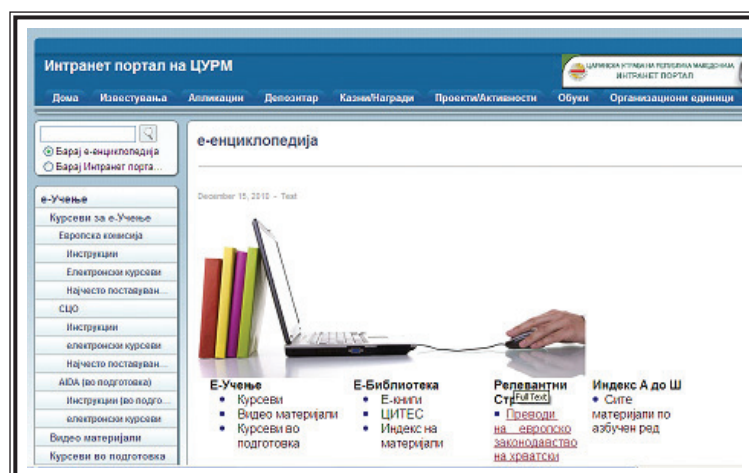 Интранет портал на ЦУРМ
ЦАРИНСКА УПРАВА НА РЕПУБЛИКА МАКЕДОНИЈА
ИНТРАНЕТ ПОРТАЛ
Дома Известувања Апликации Депозитар Казни/Награди Проекти/Активности Обуки Организациони единици
Барај е-енциклопедија
Барај Интранет порта...
е-Учење
Курсеви за е-Учење
Европска комисија
Инструкции
Електронски курсеви
Најчесто поставуван...
СЦО
Инструкции
електронски курсеви
Најчесто поставуван...
AIDA (во подготовка)
Инструкции (во подго...
електронски курсеви
Видео материјали
Курсеви во подготовка
е-енциклопедија
December 15, 2010 - Text
Е-Учење
Курсеви
Видео материјали
Курсеви во
подготовка
Е-Библиотека
Е-книги
ЦИТЕС
Индекс на
материјали
Релевантни
Full Text
Преводи
на европско
законодавство
на хрватски
Индекс А до Ш
Сите
материјали по
азбучен ред